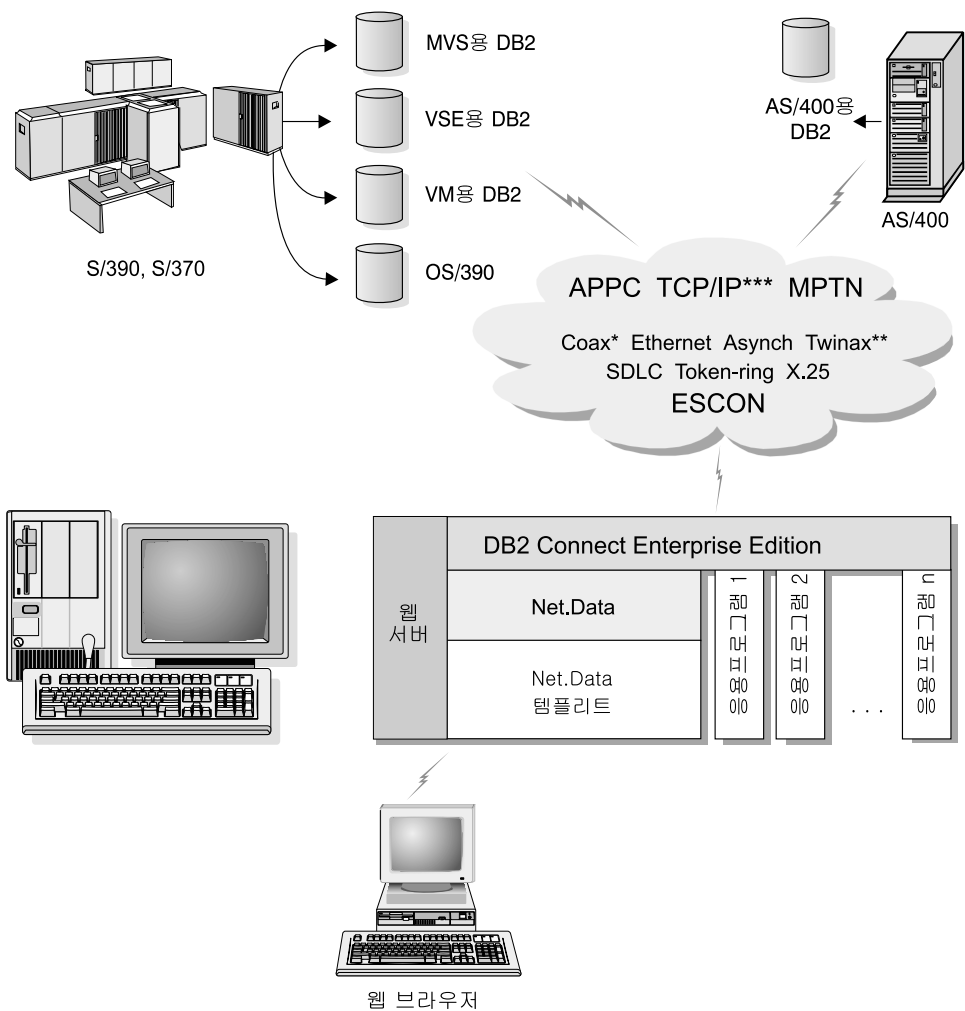 MVS용 DB2
VSE용 DB2
VM용 DB2
OS/390
S/390, S/370
AS/400용
DB2
AS/400
APPC TCP/IP*** MPTN
Coax* Ethernet Asynch Twinax**
SDLC Token-ring X.25
ESCON
DB2 Connect Enterprise Edition
웹
서버
Net.Data
Net.Data
템플리트
응용프로그램 1
응용프로그램 2
. . .
응용프로그램 n
웹 브라우저